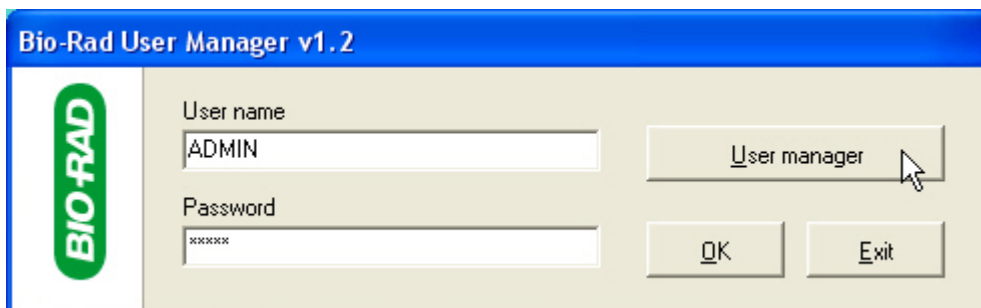 Bio-Rad User Manager v1.2
BIO-RAD
User name
ADMIN
User manager
Password
*****
OK
Exit